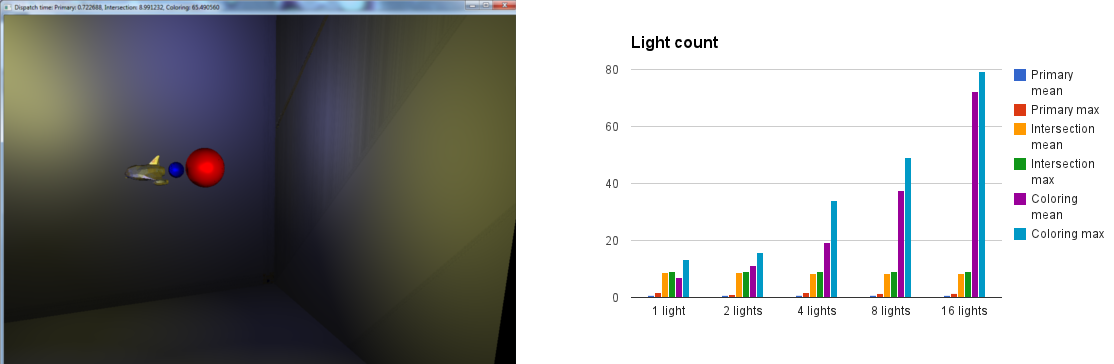 Dispatch time: Primary: 0.722688, Intersection: 8.991232, Coloring: 65.490560
Light count
80
60
40
20
0
1 light
2 lights
4 lights
8 lights
16 lights
Primary
mean
Primary max
Intersection
mean
Intersection
max
Coloring
mean
Coloring max